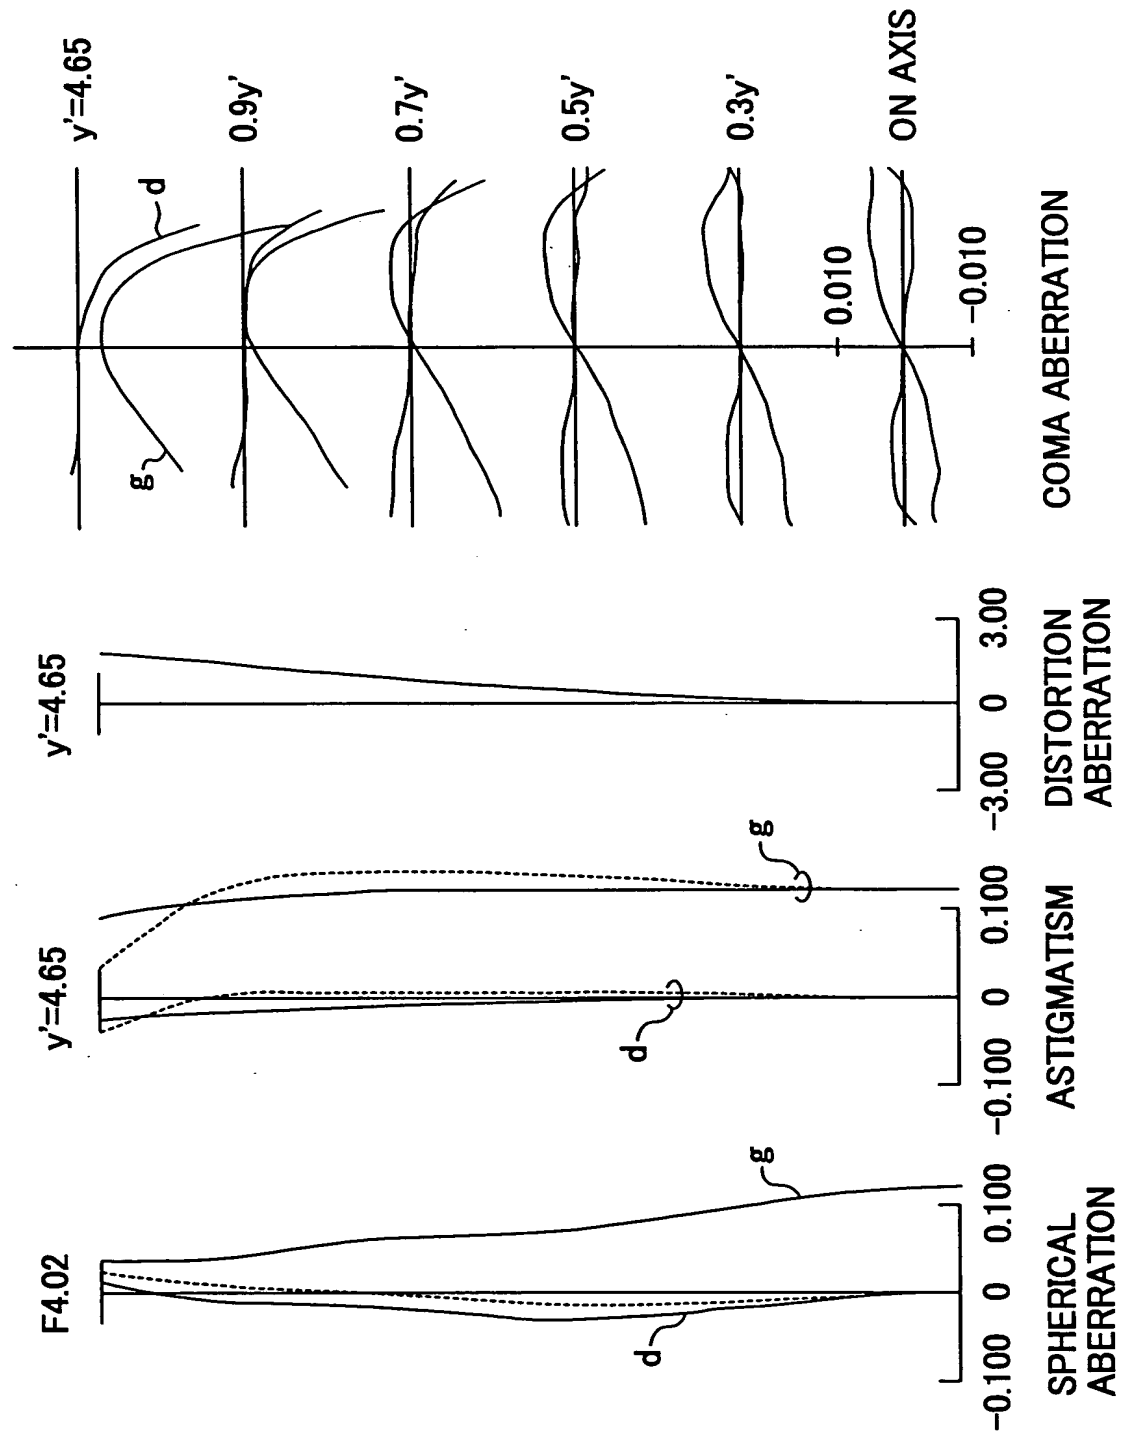 F4.02
d
g
-0.100
0
0.100
SPHERICAL
ABERRATION
y'=4.65
d
g
-0.100
0
0.100
ASTIGMATISM
y'=4.65
-3.00
0
3.00
DISTORTION
ABERRATION
y'=4.65
d
g
0.9y'
0.7y'
0.5y'
0.3y'
0.010
ON AXIS
-0.010
COMA ABERRATION